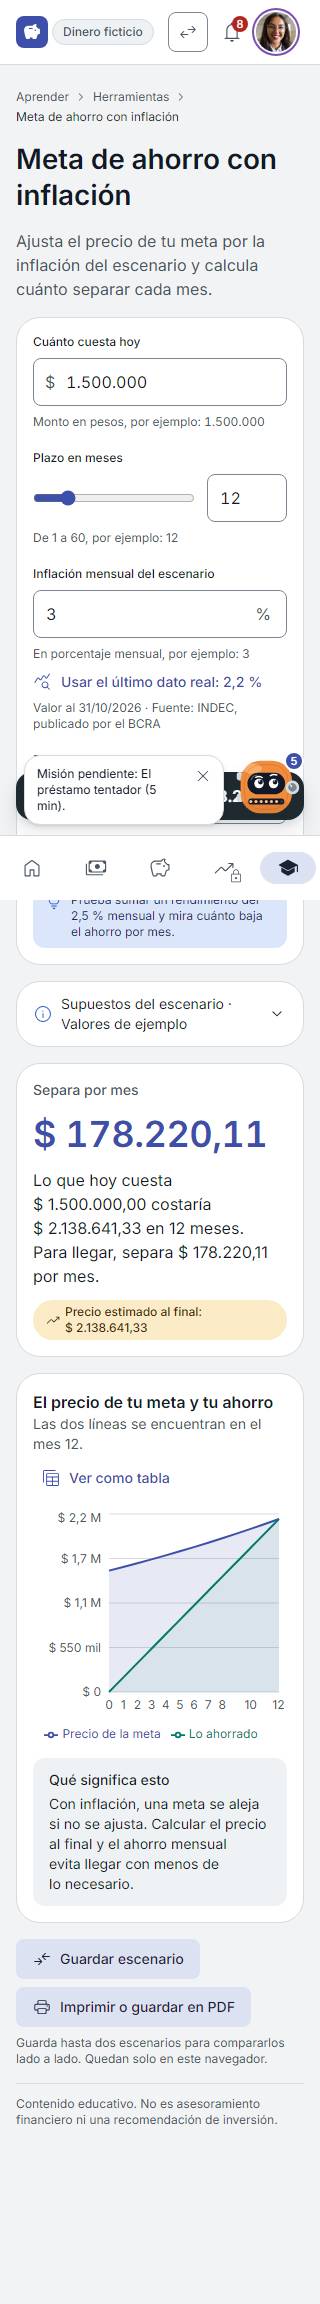 Dinero ficticio
8
Aprender > Herramientas >
Meta de ahorro con inflación
Meta de ahorro con
inflación
Ajusta el precio de tu meta por la
inflación del escenario y calcula
cuánto separar cada mes.
Cuánto cuesta hoy
$ 1.500.000
Monto en pesos, por ejemplo: 1.500.000
Plazo en meses
12
De 1 a 60, por ejemplo: 12
Inflación mensual del escenario
3 %
En porcentaje mensual, por ejemplo: 3
Usar el último dato real: 2,2 %
Valor al 31/10/2026 · Fuente: INDEC,
publicado por el BCRA
Misión pendiente: El
préstamo tentador (5
min).
5
2,5 % mensual y mira cuánto baja
el ahorro por mes.
Supuestos del escenario ·
Valores de ejemplo
Separa por mes
$ 178.220,11
Lo que hoy cuesta
$ 1.500.000,00 costaría
$ 2.138.641,33 en 12 meses.
Para llegar, separa $ 178.220,11
por mes.
Precio estimado al final:
$ 2.138.641,33
El precio de tu meta y tu ahorro
Las dos líneas se encuentran en el
mes 12.
Ver como tabla
$ 2,2 M
$ 1,7 M
$ 1,1 M
$ 550 mil
$ 0
0 1 2 3 4 5 6 7 8 10 12
Precio de la meta Lo ahorrado
Qué significa esto
Con inflación, una meta se aleja
si no se ajusta. Calcular el precio
al final y el ahorro mensual
evita llegar con menos de
lo necesario.
Guardar escenario
Imprimir o guardar en PDF
Guarda hasta dos escenarios para compararlos
lado a lado. Quedan solo en este navegador.
Contenido educativo. No es asesoramiento
financiero ni una recomendación de inversión.